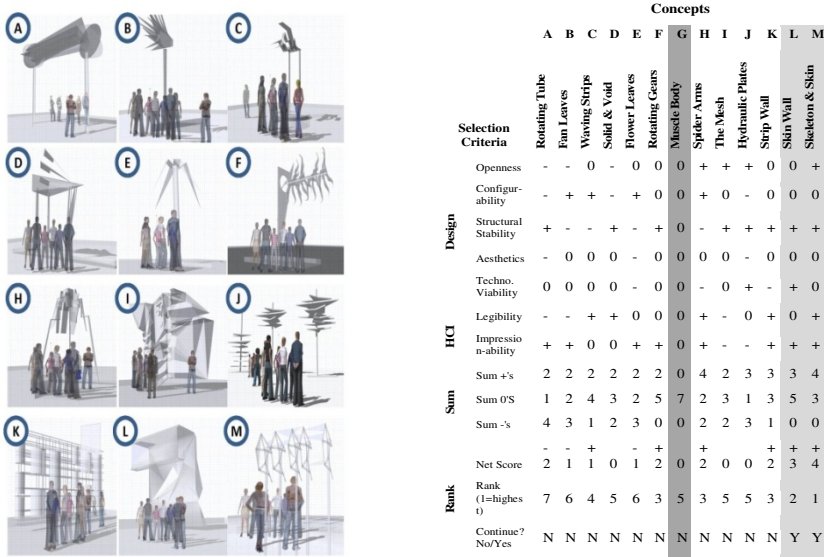 A B C
D E F
H I J
K L M
Concepts
A B C D E F G H I J K L M
Selection Criteria
Rotating Tube
Fan Leaves
Waving Strips
Solid & Void
Flower Leaves
Rotating Gears
Muscle Body
Spider Arms
The Mesh
Hydraulic Plates
Strip Wall
Skin Wall
Skeleton & Skin
Design
Openness - - 0 - 0 0 0 + + + 0 0 +
Configur-
ability - + + - + 0 0 + 0 - 0 0 0
Structural
Stability + - - + - + 0 - + + + + +
Aesthetics - 0 0 0 - 0 0 0 0 - 0 0 0
Techno.
Viability 0 0 0 0 - 0 0 - 0 + - + 0
HCI
Legibility - - + + 0 0 0 + - 0 + 0 +
Impressio
n-ability + + 0 0 + + 0 + - - + + +
Sum
Sum +'s 2 2 2 2 2 2 0 4 2 3 3 3 4
Sum 0'S 1 2 4 3 2 5 7 2 3 1 3 5 3
Sum -'s 4 3 1 2 3 0 0 2 2 3 1 0 0
Rank
- - + - + + + + +
Net Score 2 1 1 0 1 2 0 2 0 0 2 3 4
Rank
(1=highes
t) 7 6 4 5 6 3 5 3 5 5 3 2 1
Continue?
No/Yes N N N N N N N N N N N Y Y